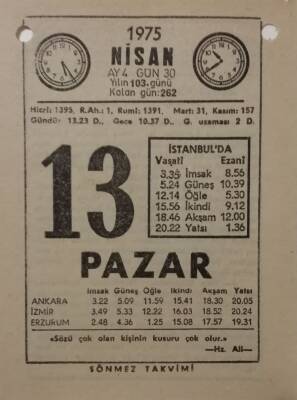 1975
NİSAN
AY 4 GÜN 30
Yılın 103. günü
Kalan gün: 262
Hicrî: 1395, R.Ah.: 1, Rumî: 1391, Mart: 31, Kasım: 157
Gündüz: 13.23 D., Gece 10.37 D., G. uzaması 2 D.
13
İSTANBUL'DA
Vasatî Ezanî
3.35 İmsak 8.56
5.24 Güneş 10.39
12.14 Öğle 5.30
15.56 İkindi 9.12
18.46 Akşam 12.00
20.22 Yatsı 1.36
PAZAR
İmsak Güneş Öğle İkindi Akşam Yatsı
ANKARA 3.22 5.09 11.59 15.41 18.30 20.05
İZMİR 3.49 5.33 12.22 16.03 18.52 20.24
ERZURUM 2.48 4.36 1.25 15.08 17.57 19.31
«Sözü çok olan kişinin kusuru çok olur.»
—Hz. Ali—
SÖNMEZ TAKVİMİ